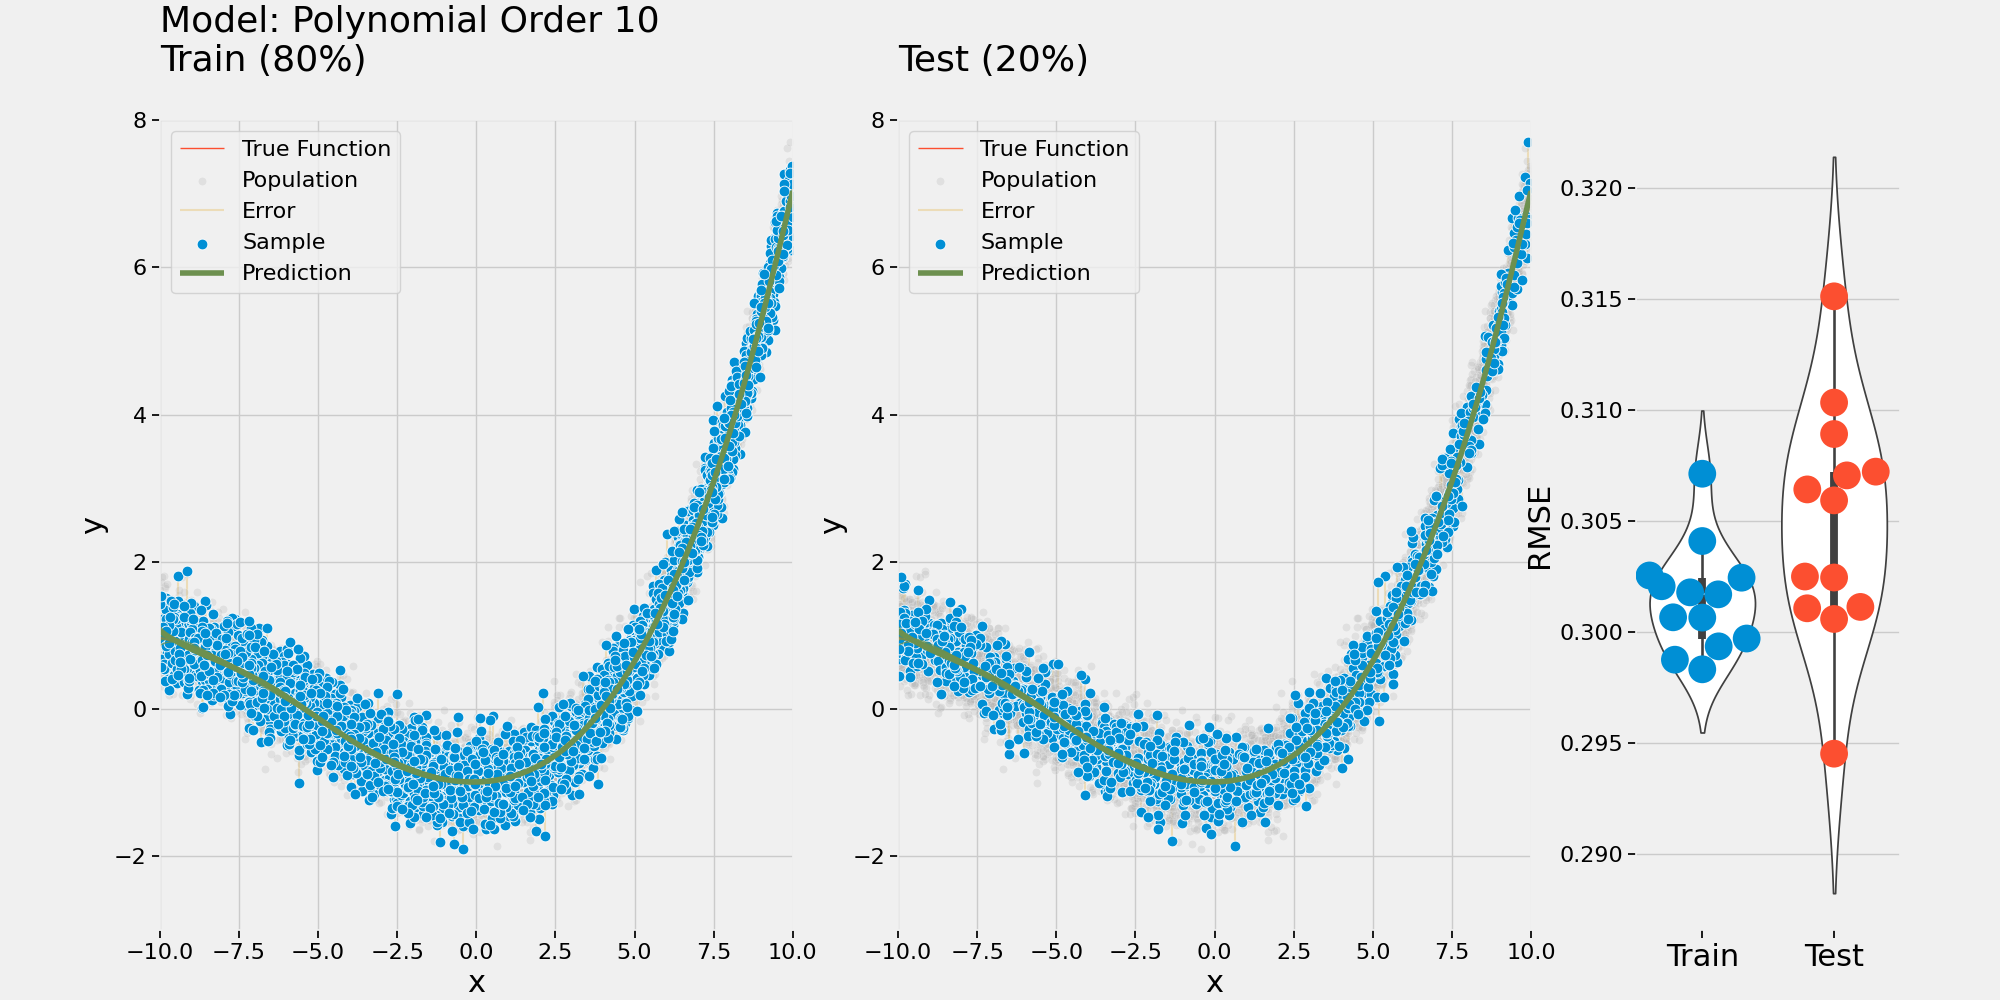 Model: Polynomial Order 10
Train (80%)
Test (20%)
True Function
Population
Error
Sample
Prediction
8
6
4
2
0
−2
y
−10.0 −7.5 −5.0 −2.5 0.0 2.5 5.0 7.5 10.0
x
True Function
Population
Error
Sample
Prediction
8
6
4
2
0
−2
y
−10.0 −7.5 −5.0 −2.5 0.0 2.5 5.0 7.5 10.0
x
0.320
0.315
0.310
0.305
0.300
0.295
0.290
RMSE
Train Test